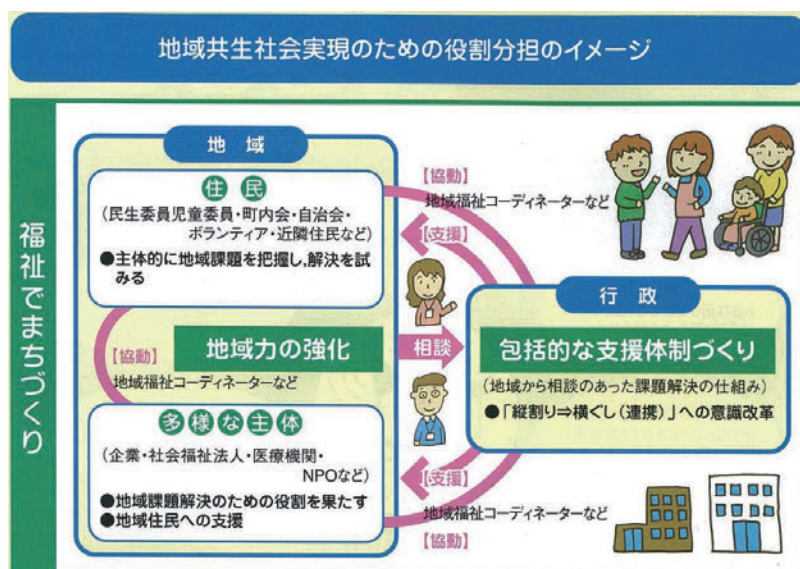 地域共生社会実現のための役割分担のイメージ
福祉でまちづくり
地域
住民
(民生委員児童委員・町内会・自治会・
ボランティア・近隣住民など)
●主体的に地域課題を把握し,解決を試
みる
【協動】
地域福祉コーディネーターなど
【支援】
【協動】
地域力の強化
地域福祉コーディネーターなど
相談
行政
包括的な支援体制づくり
(地域から相談のあった課題解決の仕組み)
●「縦割り⇒横ぐし(連携)」への意識改革
多様な主体
(企業・社会福祉法人・医療機関・
NPOなど)
●地域課題解決のための役割を果たす
●地域住民への支援
【支援】
地域福祉コーディネーターなど
【協動】